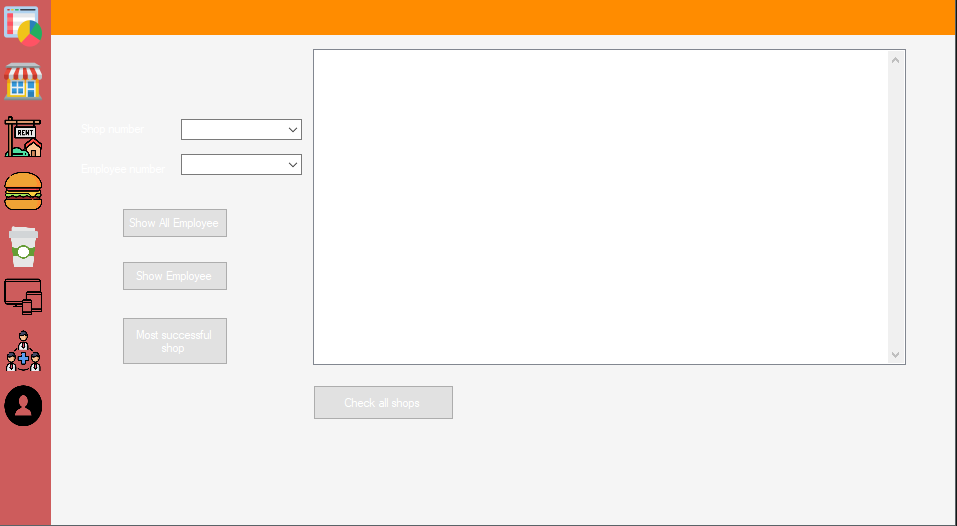 RENT
Shop number
Employee number
Show All Employee
Show Employee
Most successful
shop
Check all shops